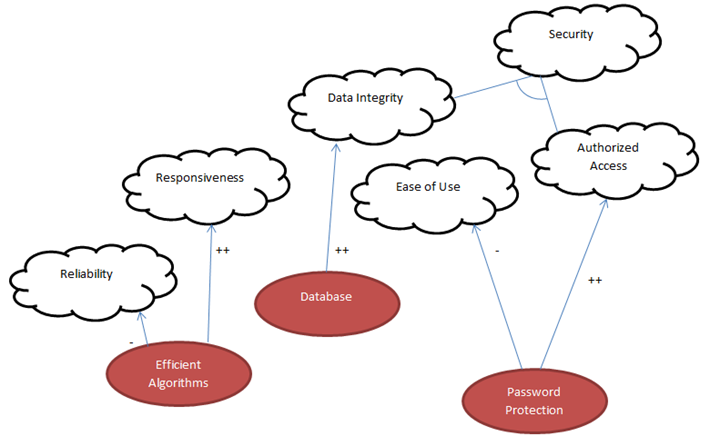 Security
Data Integrity
Authorized
Access
Responsiveness
Ease of Use
Reliability
++
++
-
++
-
Database
Efficient
Algorithms
Password
Protection